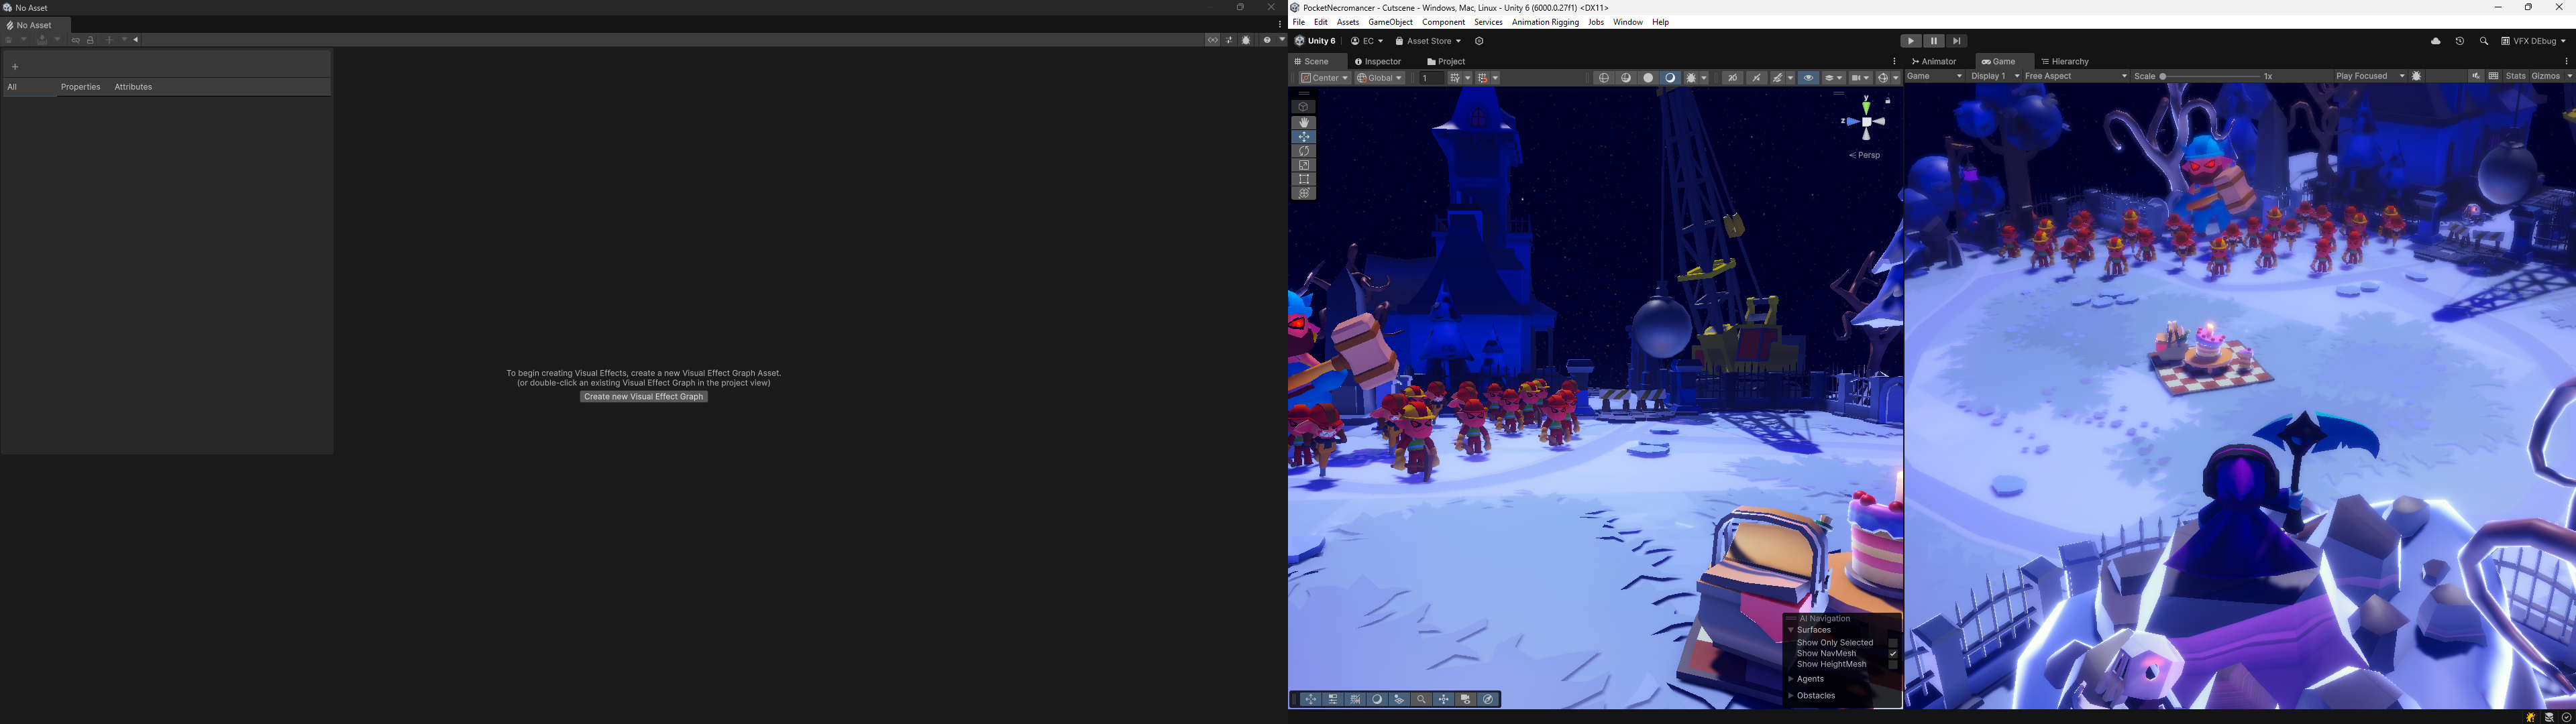 No Asset
No Asset
All
Properties
Attributes
To begin creating Visual Effects, create a new Visual Effect Graph Asset.
(or double-click an existing Visual Effect Graph in the project view)
Create new Visual Effect Graph
PocketNecromancer - Cutscene - Windows, Mac, Linux - Unity 6 (6000.0.27f1) <DX11>
File Edit Assets GameObject Component Services Animation Rigging Jobs Window Help
Unity 6 EC Asset Store VFX DEbug
Scene Inspector Project
Center Global 1
y
z
Persp
AI Navigation
Surfaces
Show Only Selected
Show NavMesh
Show HeightMesh
Agents
Obstacles
Animator Game Hierarchy
Game Display 1 Free Aspect Scale 1x Play Focused Stats Gizmos